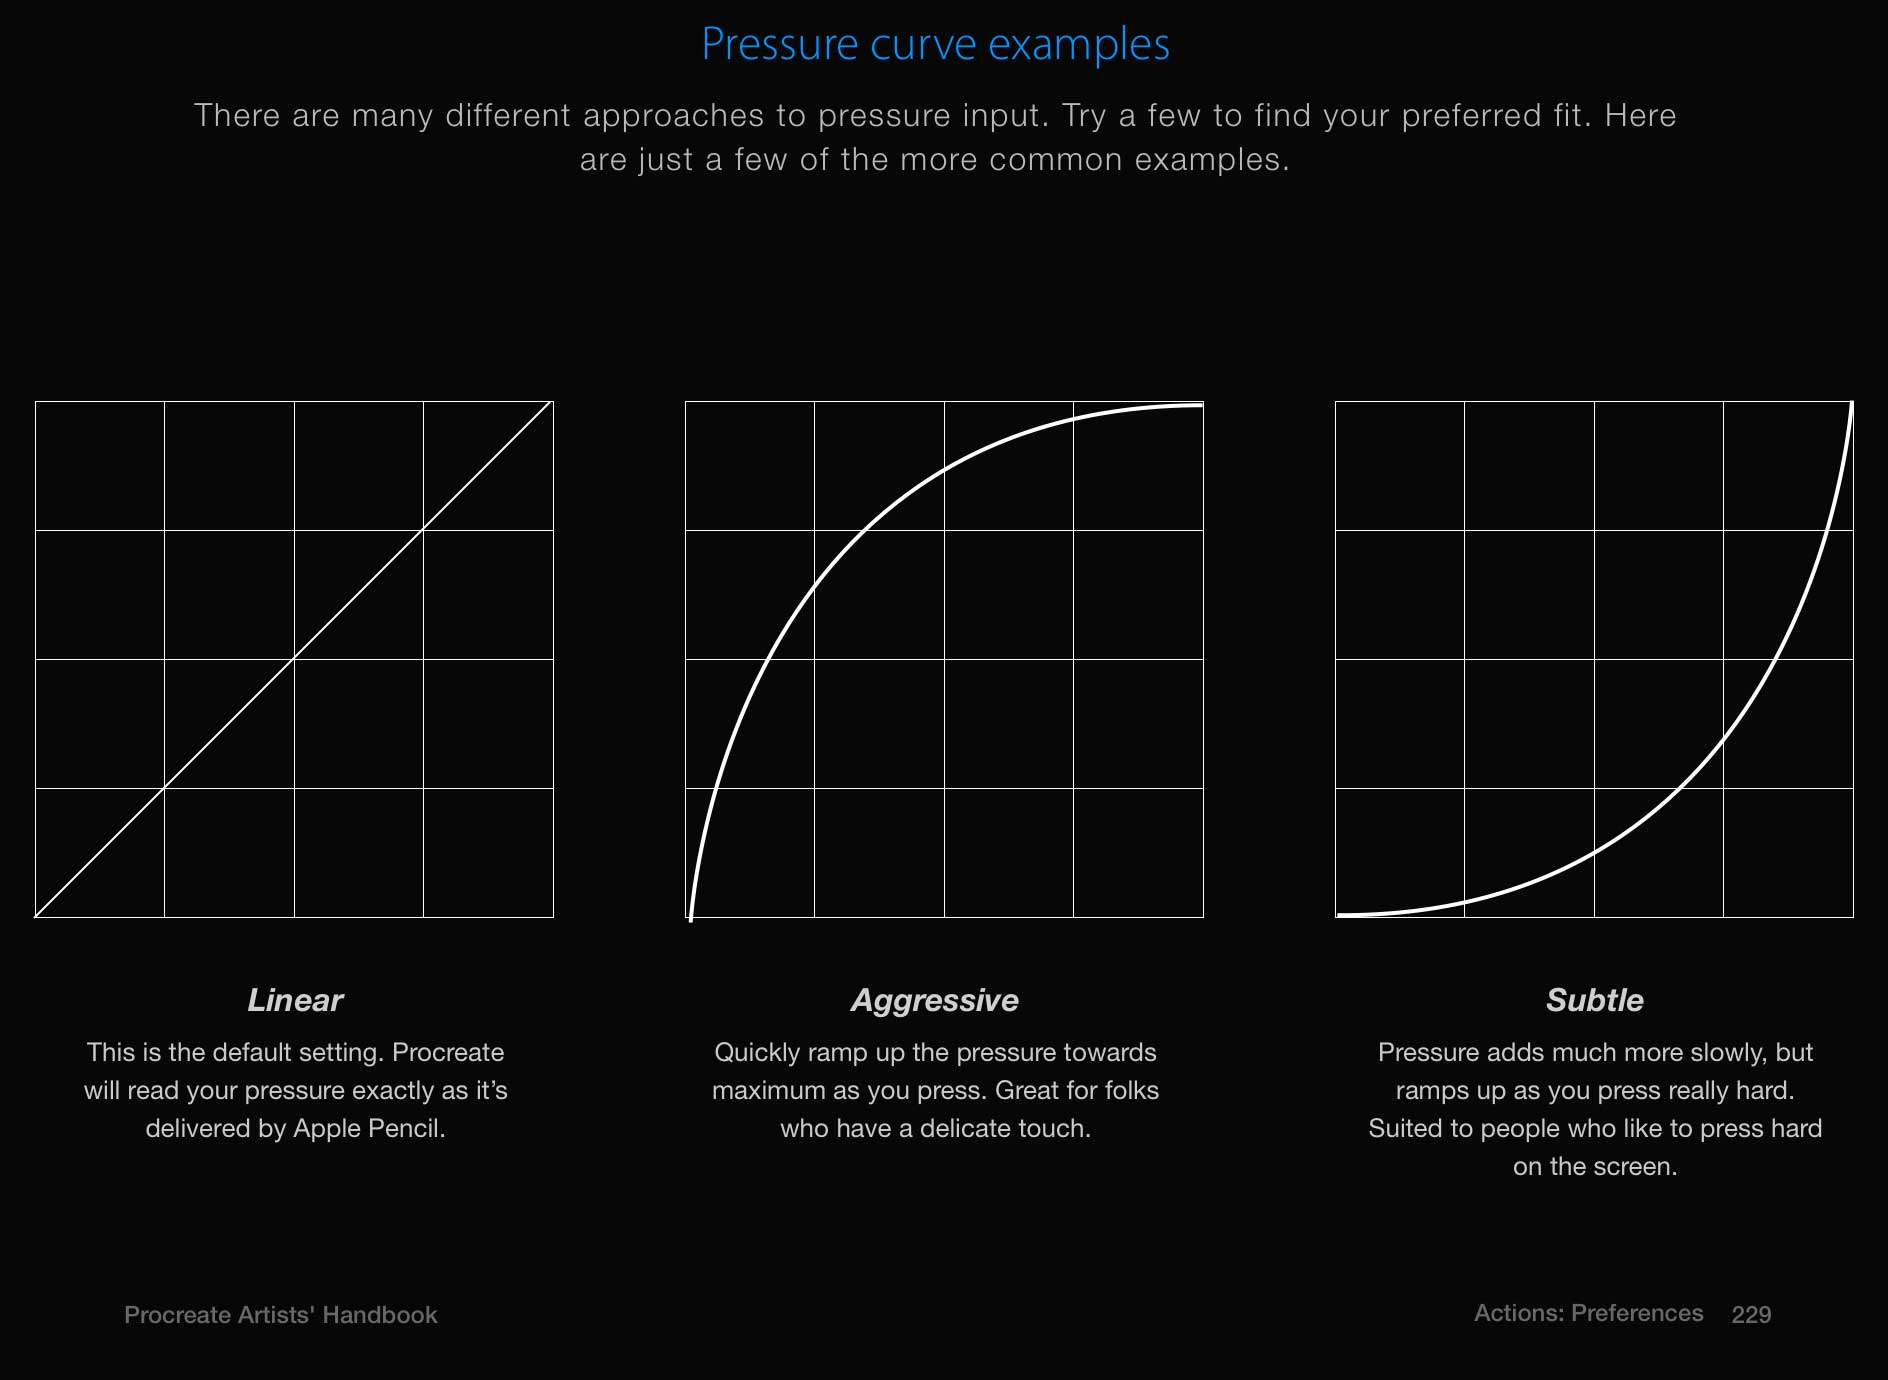 Pressure curve examples
There are many different approaches to pressure input. Try a few to find your preferred fit. Here
are just a few of the more common examples.
Linear
This is the default setting. Procreate
will read your pressure exactly as it’s
delivered by Apple Pencil.
Aggressive
Quickly ramp up the pressure towards
maximum as you press. Great for folks
who have a delicate touch.
Subtle
Pressure adds much more slowly, but
ramps up as you press really hard.
Suited to people who like to press hard
on the screen.
Procreate Artists' Handbook
Actions: Preferences 229